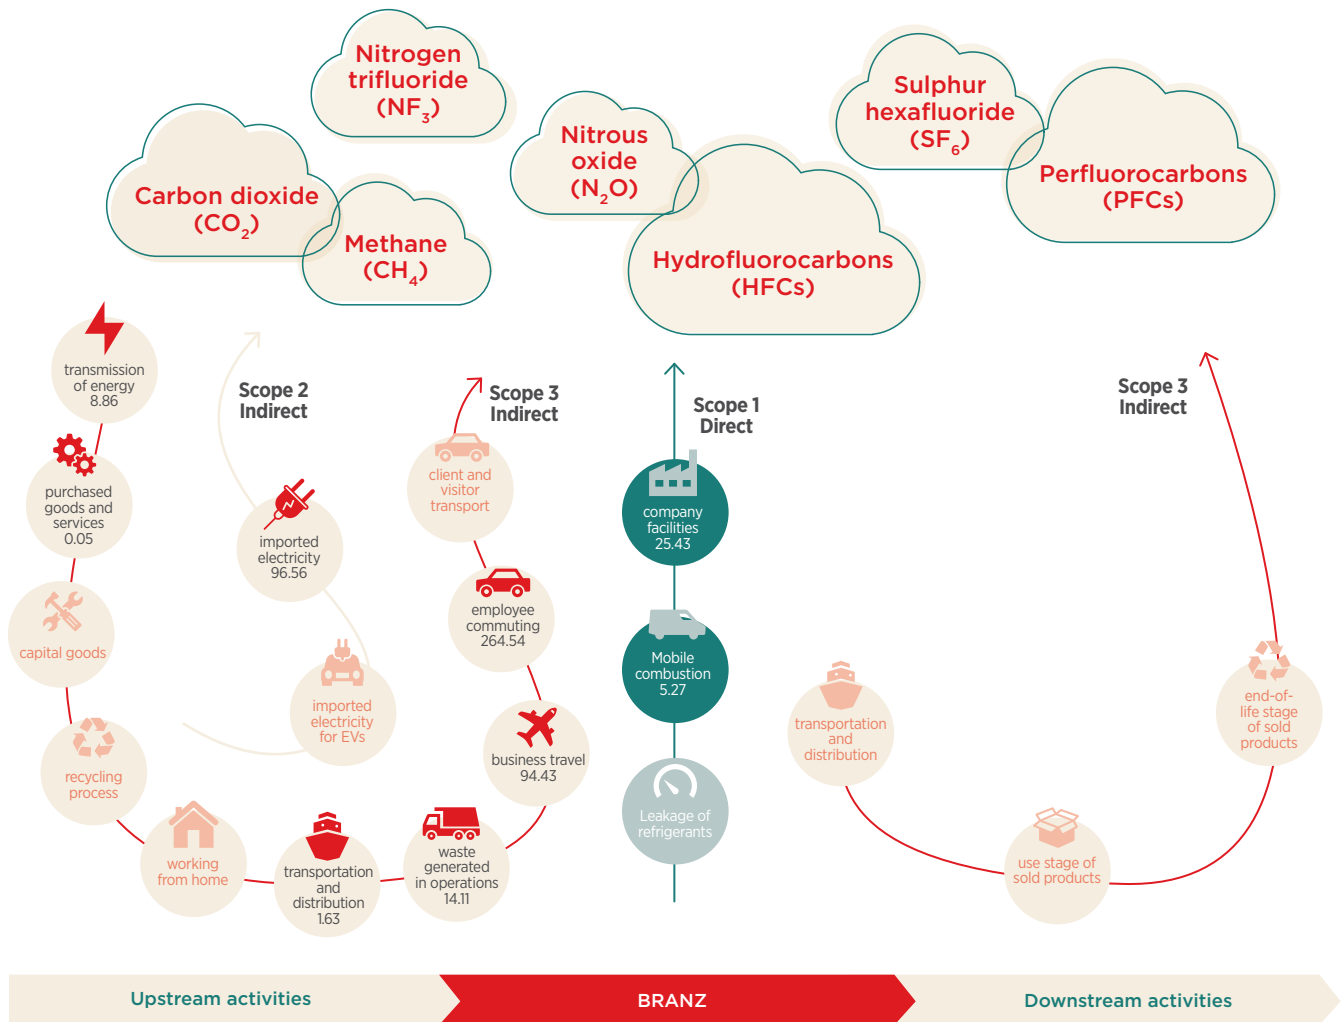 Nitrogen
trifluoride
(NF3)
Sulphur
hexafluoride
(SF6)
Nitrous
oxide
(N2O)
Perfluorocarbons
(PFCs)
Carbon dioxide
(CO2)
Methane
(CH4)
Hydrofluorocarbons
(HFCs)
transmission
of energy
8.86
purchased
goods and
services
0.05
capital goods
recycling
process
working
from home
transportation
and
distribution
1.63
waste
generated
in operations
14.11
business travel
94.43
employee
commuting
264.54
client and
visitor
transport
Scope 3
Indirect
Scope 2
Indirect
imported
electricity
96.56
imported
electricity
for EVs
Scope 1
Direct
company
facilities
25.43
Mobile
combustion
5.27
Leakage of
refrigerants
Scope 3
Indirect
transportation
and
distribution
use stage of
sold products
end-of-
life stage
of sold
products
Upstream activities
BRANZ
Downstream activities